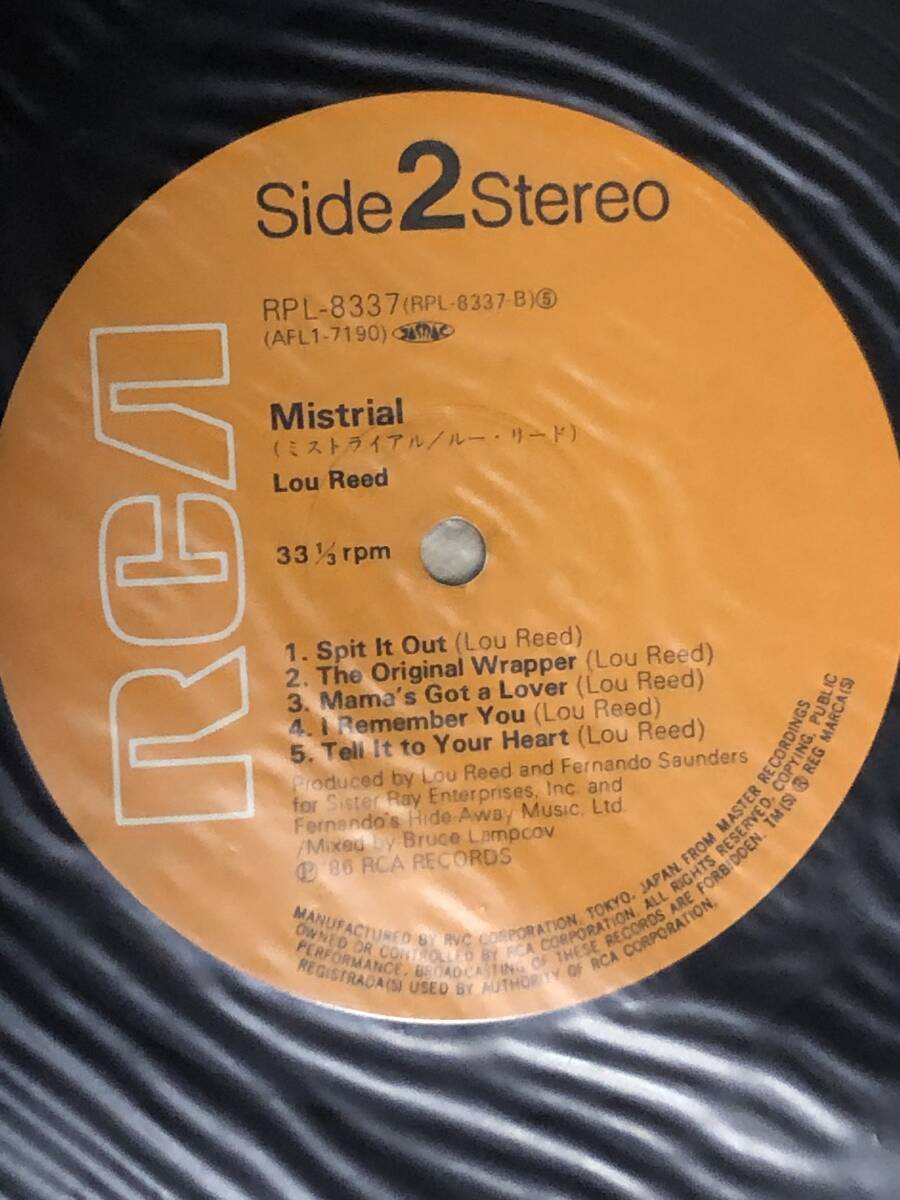 Side 2 Stereo
RPL-8337(RPL-8337-B)⑤
(AFL1-7190) JASRAC
RCA
Mistrial
(ミストライアル/ルー・リード)
Lou Reed
33 1/3 rpm
1. Spit It Out (Lou Reed)
2. The Original Wrapper (Lou Reed)
3. Mama's Got a Lover (Lou Reed)
4. I Remember You (Lou Reed)
5. Tell It to Your Heart (Lou Reed)
Produced by Lou Reed and Fernando Saunders
for Sister Ray Enterprises, Inc. and
Fernando's Hide-Away Music, Ltd.
/Mixed by Bruce Lampcov
Ⓟ '86 RCA RECORDS
MANUFACTURED BY RVC CORPORATION, TOKYO, JAPAN, FROM MASTER RECORDINGS
OWNED OR CONTROLLED BY RCA CORPORATION. ALL RIGHTS RESERVED. COPYING, PUBLIC
PERFORMANCE, BROADCASTING OF THESE RECORDS ARE FORBIDDEN. TM(S) ® REG MARCA(S)
REGISTRADA(S) USED BY AUTHORITY OF RCA CORPORATION.